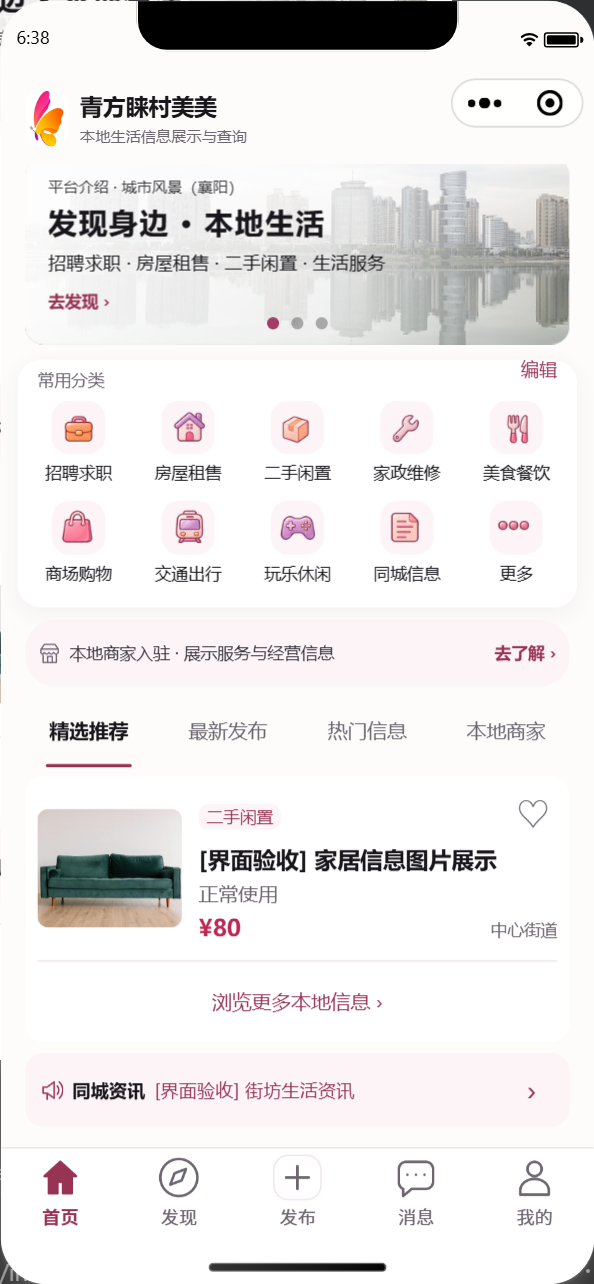 6:38
青方睐村美美
本地生活信息展示与查询
平台介绍 · 城市风景（襄阳）
发现身边 · 本地生活
招聘求职 · 房屋租售 · 二手闲置 · 生活服务
去发现 ›
常用分类
编辑
招聘求职 房屋租售 二手闲置 家政维修 美食餐饮
商场购物 交通出行 玩乐休闲 同城信息 更多
本地商家入驻 · 展示服务与经营信息 去了解 ›
精选推荐 最新发布 热门信息 本地商家
二手闲置
[界面验收] 家居信息图片展示
正常使用
¥80 中心街道
浏览更多本地信息 ›
同城资讯 [界面验收] 街坊生活资讯 ›
首页 发现 发布 消息 我的